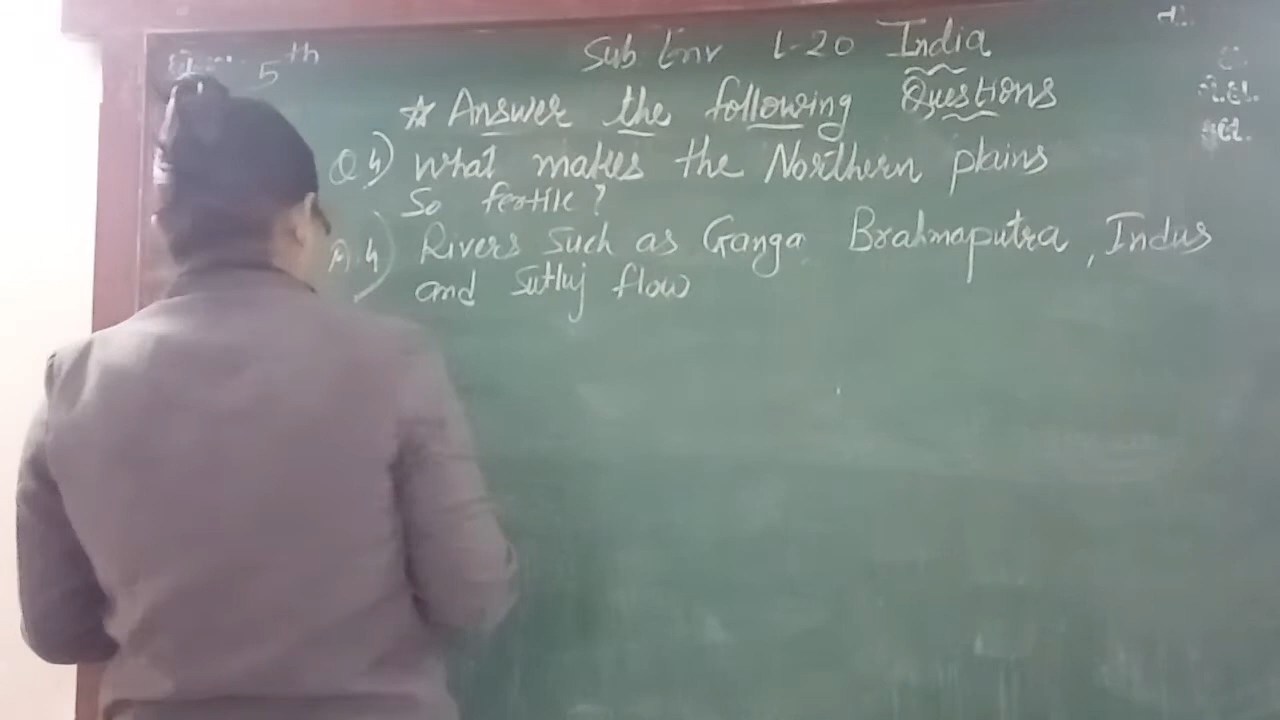 5th
Sub Env L-20 India
☆ Answer the following Questions
Q.4) What makes the Northern plains
So fertile?
A.4) Rivers such as Ganga Brahmaputra, Indus
and Sutluj flow